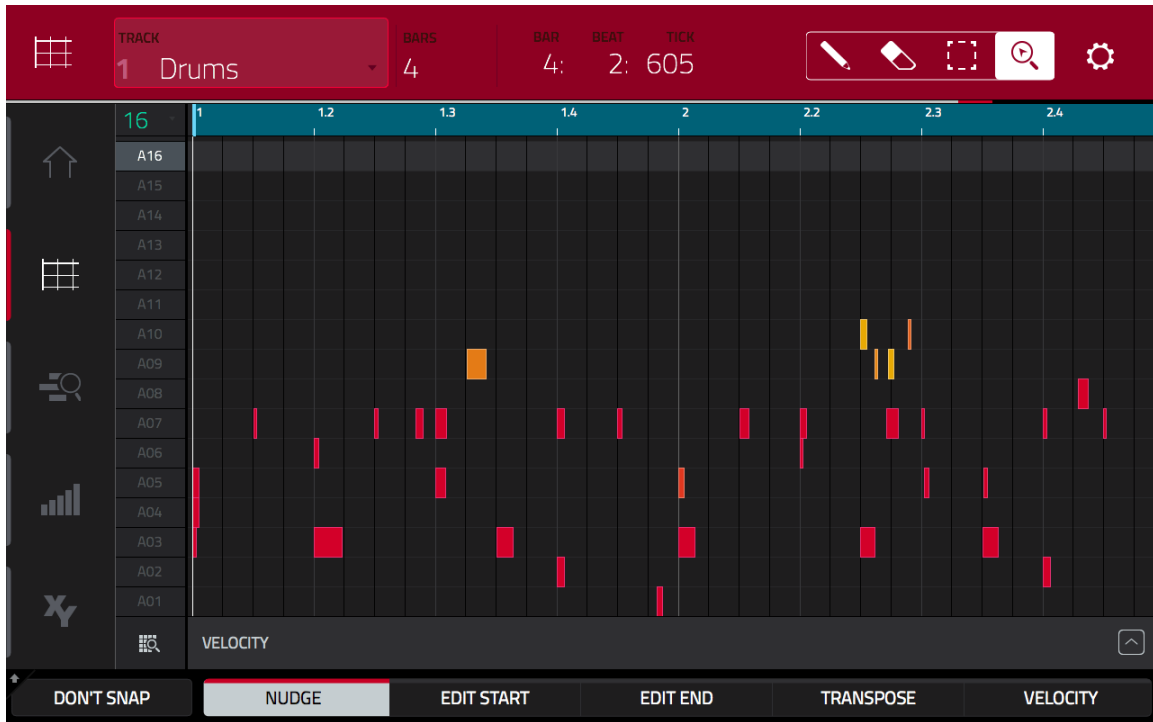 TRACK BARS BAR BEAT TICK
1 Drums 4 4: 2: 605
16 1 1.2 1.3 1.4 2 2.2 2.3 2.4
A16
A15
A14
A13
A12
A11
A10
A09
A08
A07
A06
A05
A04
A03
A02
A01
XY
VELOCITY
DON'T SNAP NUDGE EDIT START EDIT END TRANSPOSE VELOCITY